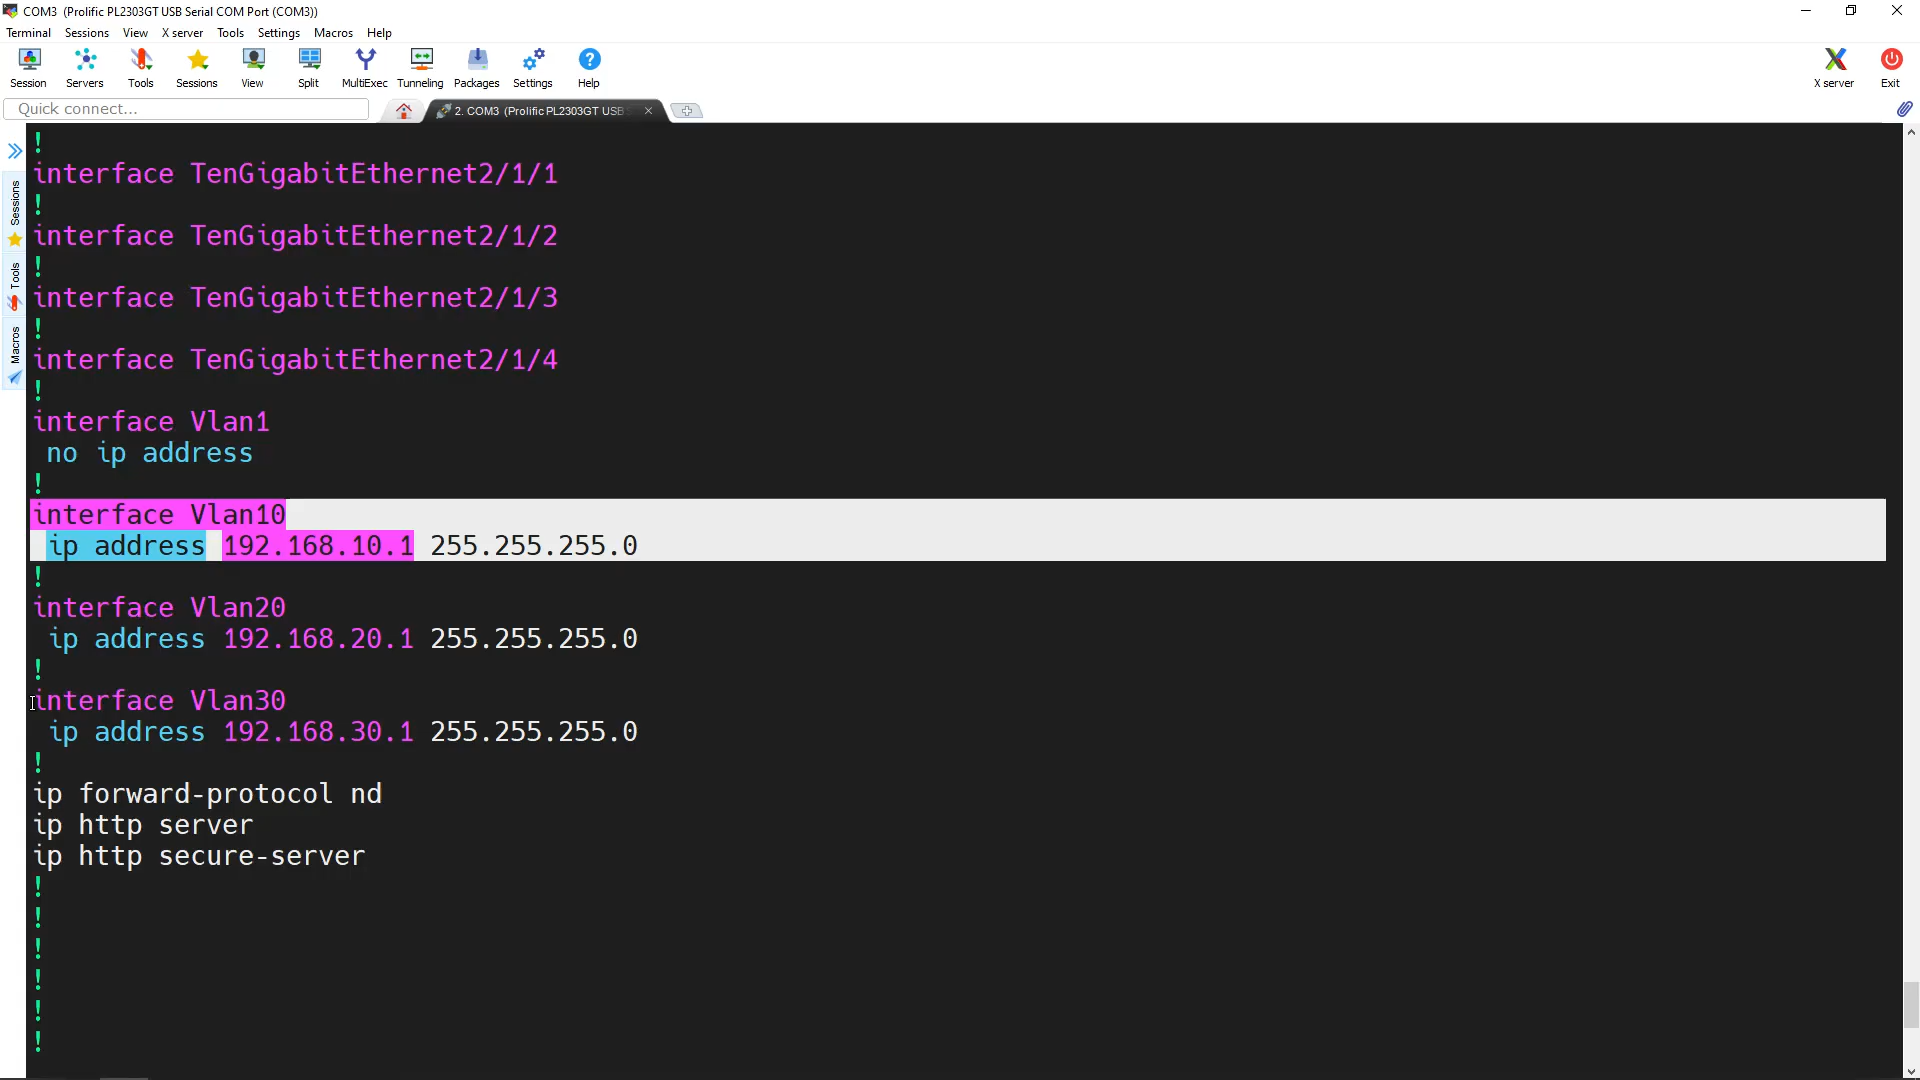 COM3 (Prolific PL2303GT USB Serial COM Port (COM3))
Terminal Sessions View X server Tools Settings Macros Help
Session Servers Tools Sessions View Split MultiExec Tunneling Packages Settings Help X server Exit
Quick connect...
2. COM3 (Prolific PL2303GT USB
Sessions
Tools
Macros
!
interface TenGigabitEthernet2/1/1
!
interface TenGigabitEthernet2/1/2
!
interface TenGigabitEthernet2/1/3
!
interface TenGigabitEthernet2/1/4
!
interface Vlan1
no ip address
!
interface Vlan10
ip address 192.168.10.1 255.255.255.0
!
interface Vlan20
ip address 192.168.20.1 255.255.255.0
!
interface Vlan30
ip address 192.168.30.1 255.255.255.0
!
ip forward-protocol nd
ip http server
ip http secure-server
!
!
!
!
!
!